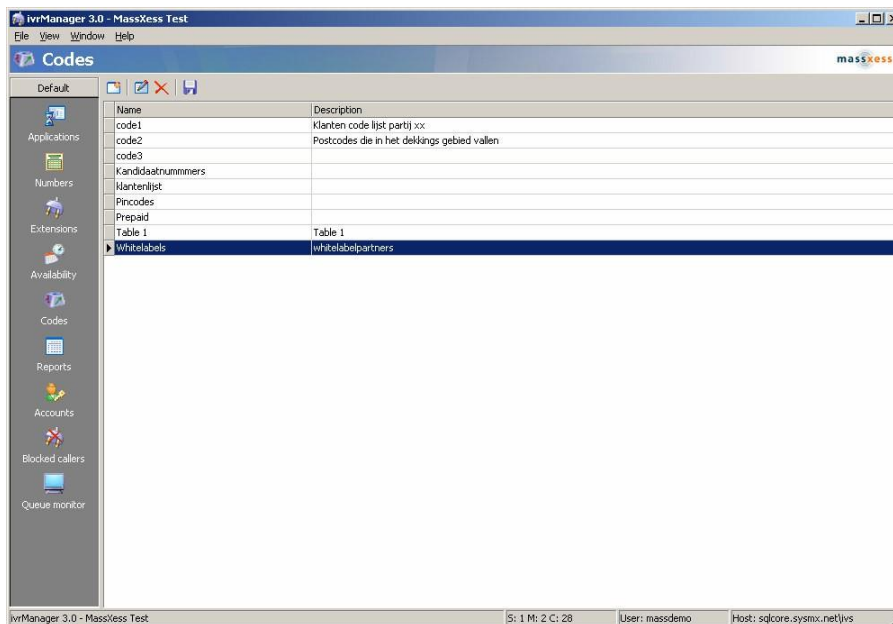 ivrManager 3.0 - MassXess Test
File View Window Help
Codes
massxess
Default
Name Description
code1 Klanten code lijst partij xx
code2 Postcodes die in het dekkings gebied vallen
code3
Kandidaatnummmers
klantenlijst
Pincodes
Prepaid
Table 1 Table 1
Whitelabels whitelabelpartners
Applications
Numbers
Extensions
Availability
Codes
Reports
Accounts
Blocked callers
Queue monitor
ivrManager 3.0 - MassXess Test S: 1 M: 2 C: 28 User: massdemo Host: sqlcore.sysmx.net\ivs